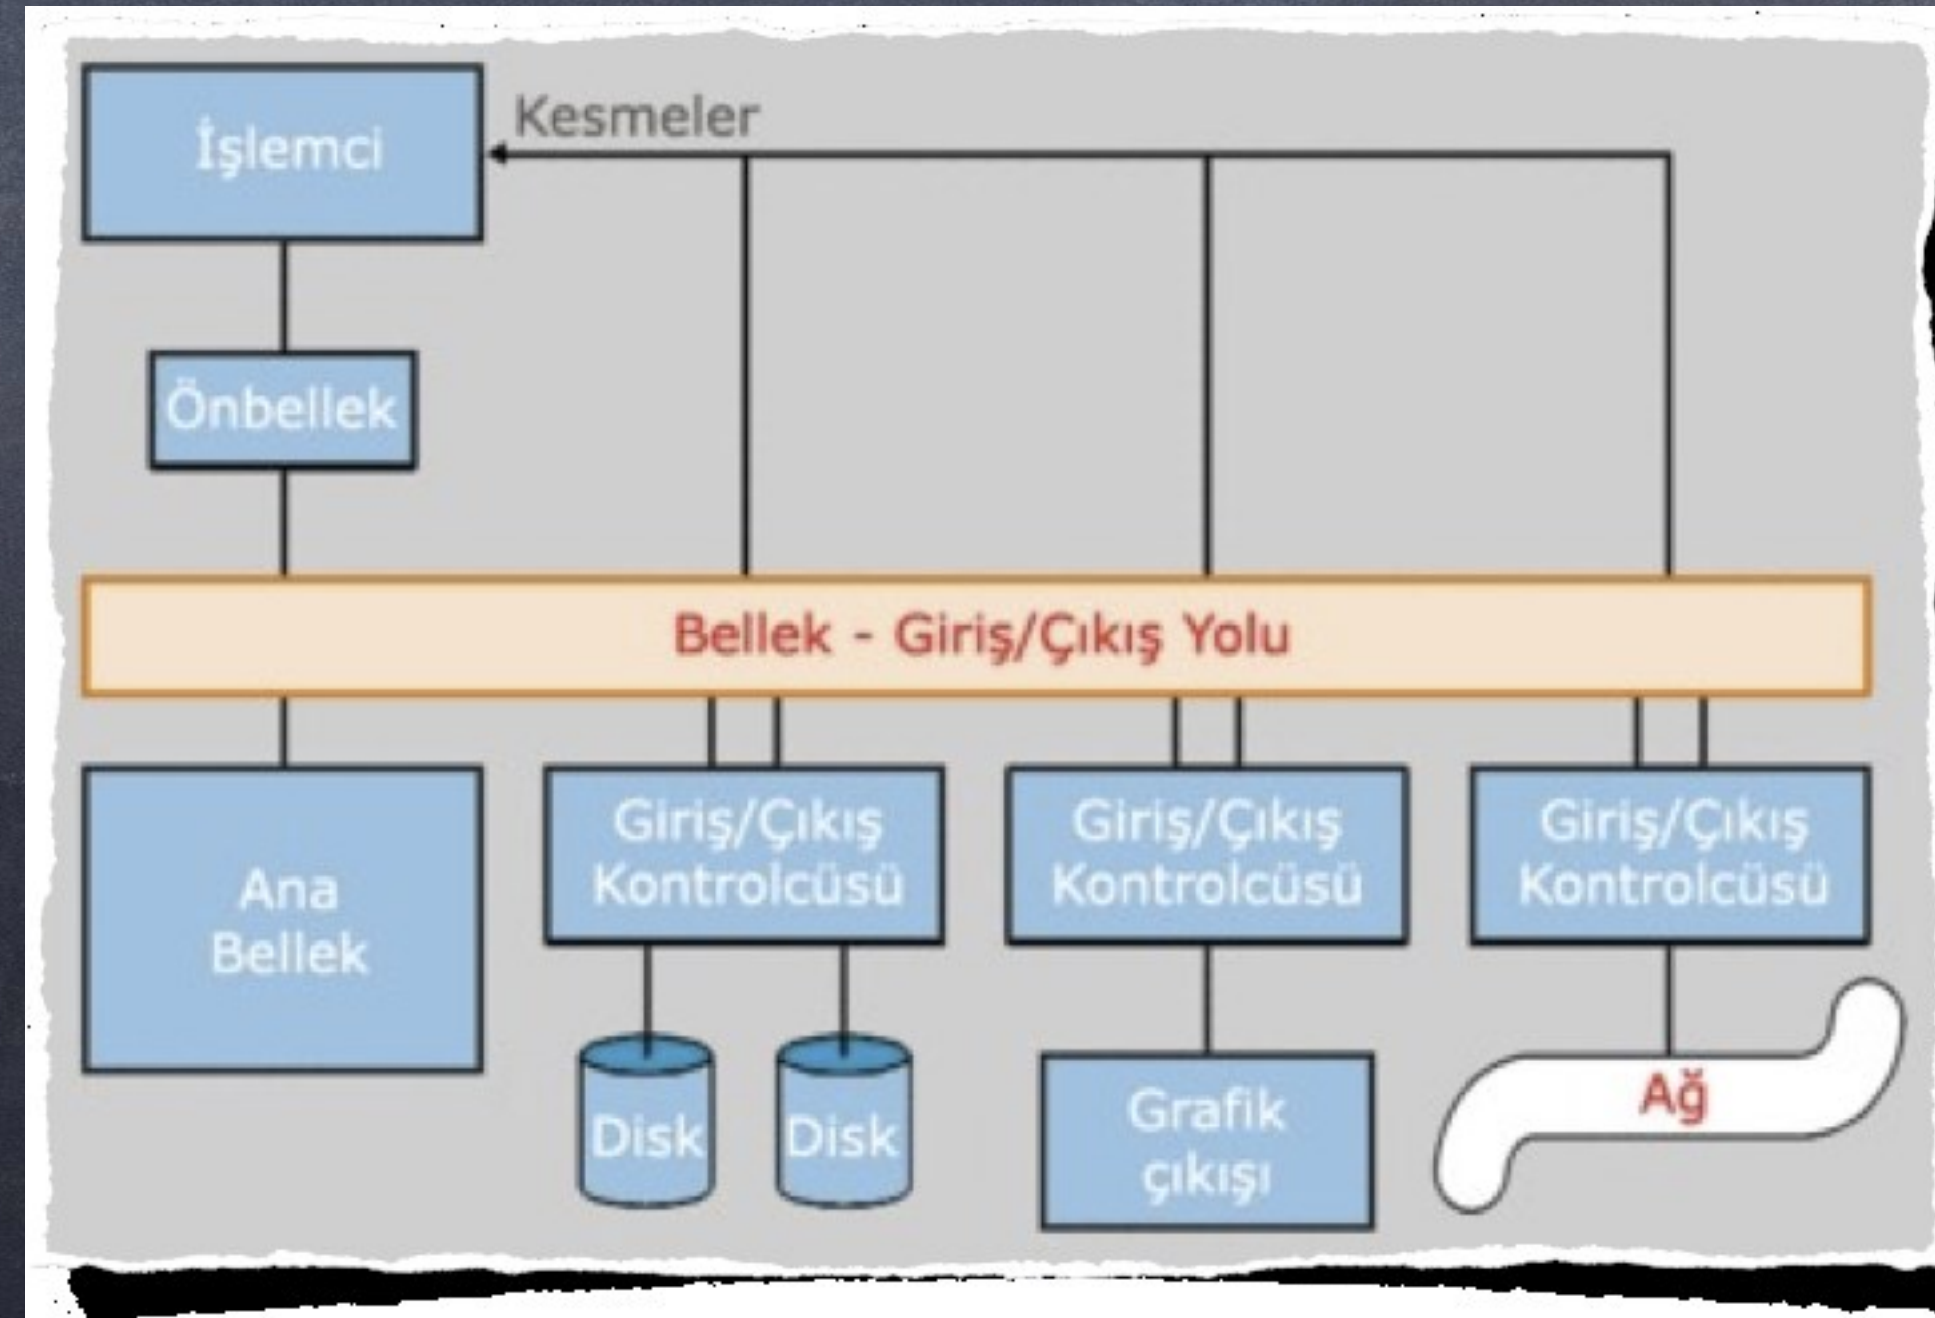 Kesmeler
İşlemci
Önbellek
Bellek - Giriş/Çıkış Yolu
Ana
Bellek
Giriş/Çıkış
Kontrolcüsü
Giriş/Çıkış
Kontrolcüsü
Giriş/Çıkış
Kontrolcüsü
Disk
Disk
Grafik
çıkışı
Ağ